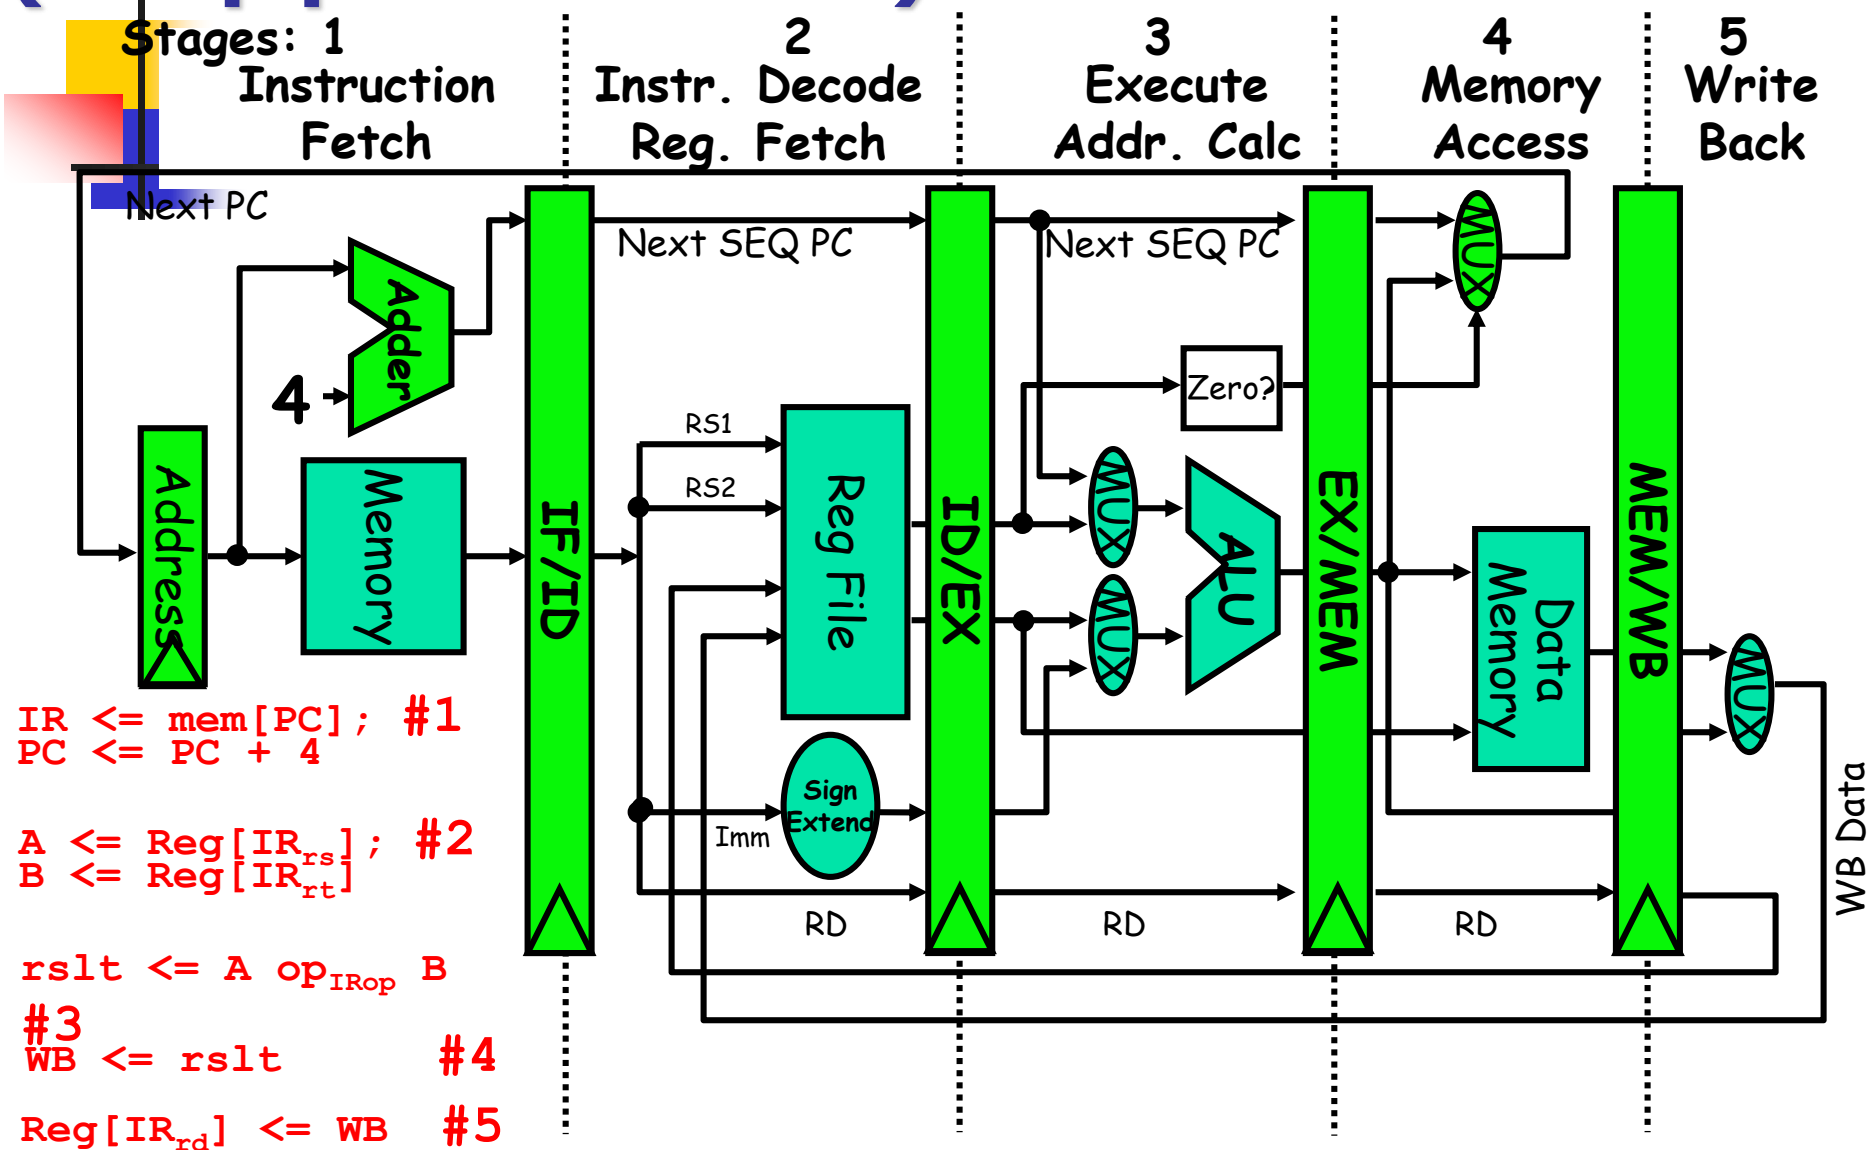 Stages: 1
Instruction
Fetch
2
Instr. Decode
Reg. Fetch
3
Execute
Addr. Calc
4
Memory
Access
5
Write
Back
Next PC
Next SEQ PC
Next SEQ PC
MUX
Adder
4
Zero?
RS1
RS2
Address
Memory
IF/ID
Reg File
ID/EX
MUX
MUX
ALU
EX/MEM
Data
Memory
MEM/WB
MUX
Sign
Extend
Imm
RD
RD
RD
WB Data
IR <= mem[PC]; #1
PC <= PC + 4
A <= Reg[IRrs]; #2
B <= Reg[IRrt]
rslt <= A opIRop B
#3
WB <= rslt #4
Reg[IRrd] <= WB #5